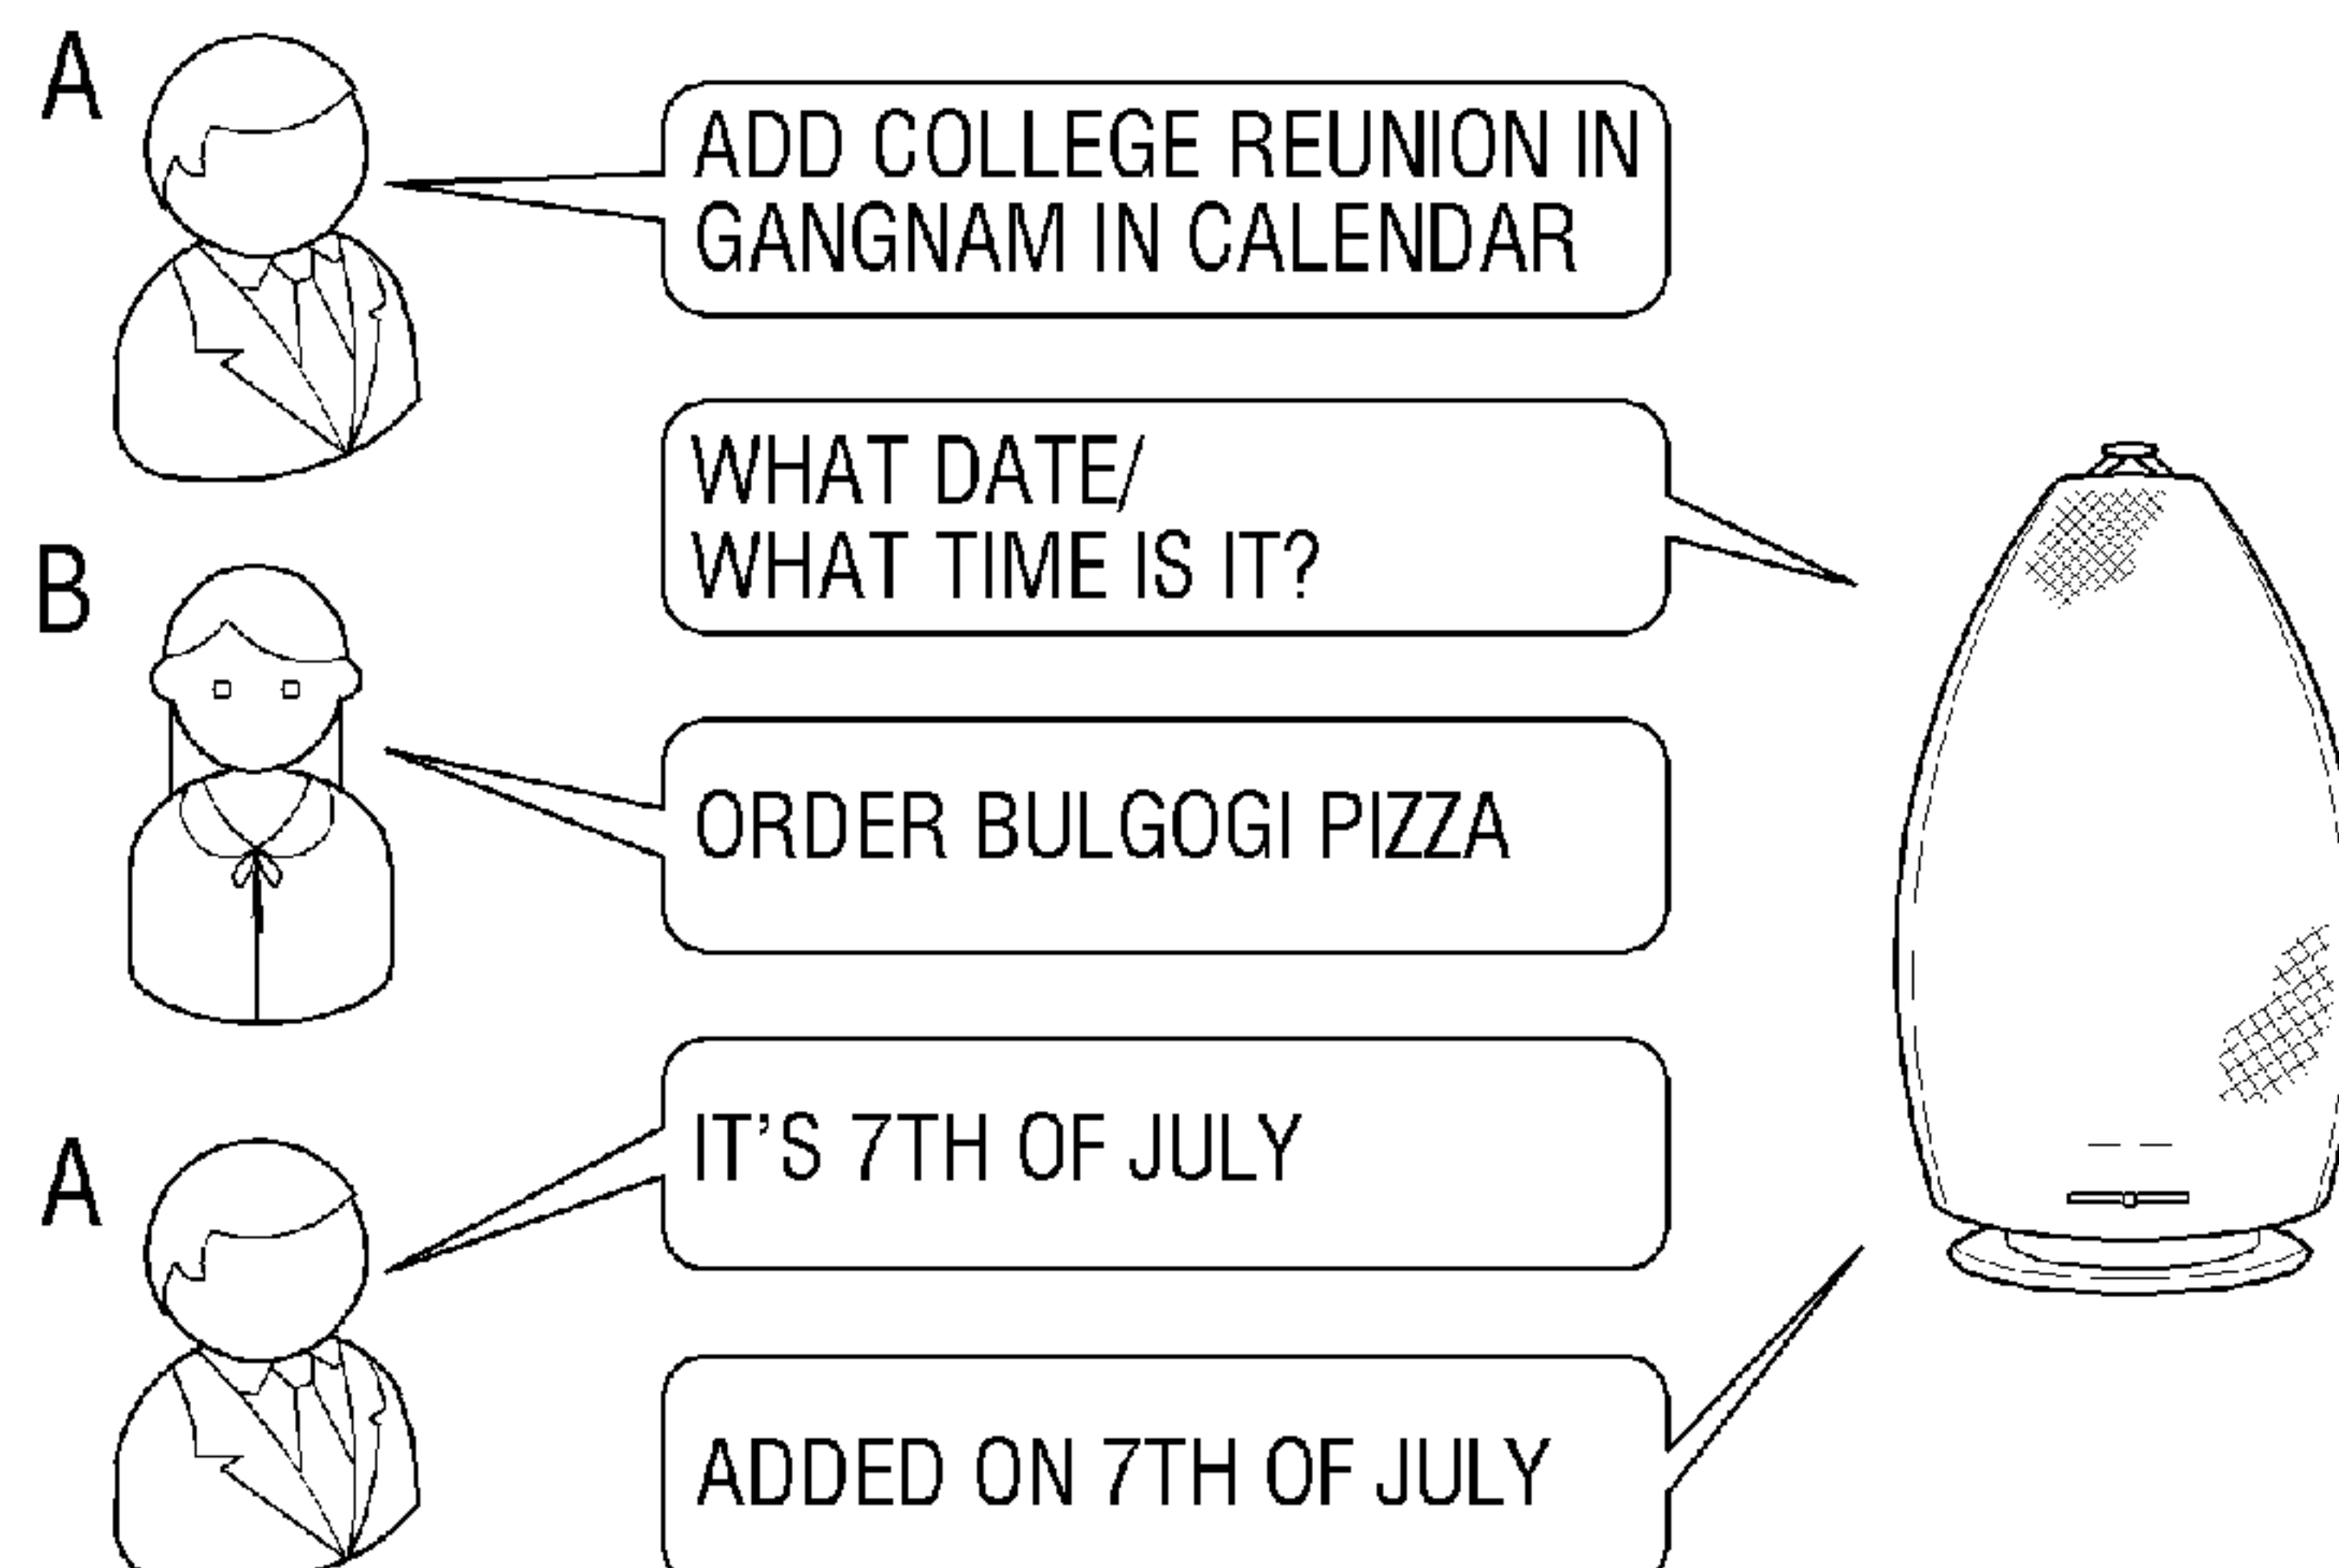 A
ADD COLLEGE REUNION IN
GANGNAM IN CALENDAR
WHAT DATE/
WHAT TIME IS IT?
B
ORDER BULGOGI PIZZA
A
IT'S 7TH OF JULY
ADDED ON 7TH OF JULY